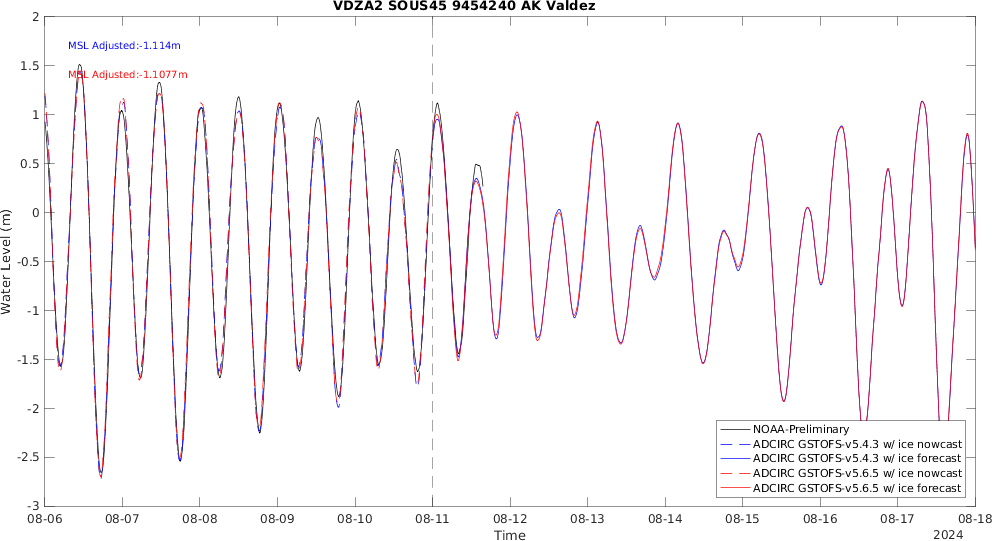 VDZA2 SOUS45 9454240 AK Valdez
MSL Adjusted:-1.114m
MSL Adjusted:-1.1077m
2
1.5
1
0.5
0
-0.5
-1
-1.5
-2
-2.5
-3
Water Level (m)
NOAA-Preliminary
ADCIRC GSTOFS-v5.4.3 w/ ice nowcast
ADCIRC GSTOFS-v5.4.3 w/ ice forecast
ADCIRC GSTOFS-v5.6.5 w/ ice nowcast
ADCIRC GSTOFS-v5.6.5 w/ ice forecast
08-06 08-07 08-08 08-09 08-10 08-11 08-12 08-13 08-14 08-15 08-16 08-17 08-18
Time
2024